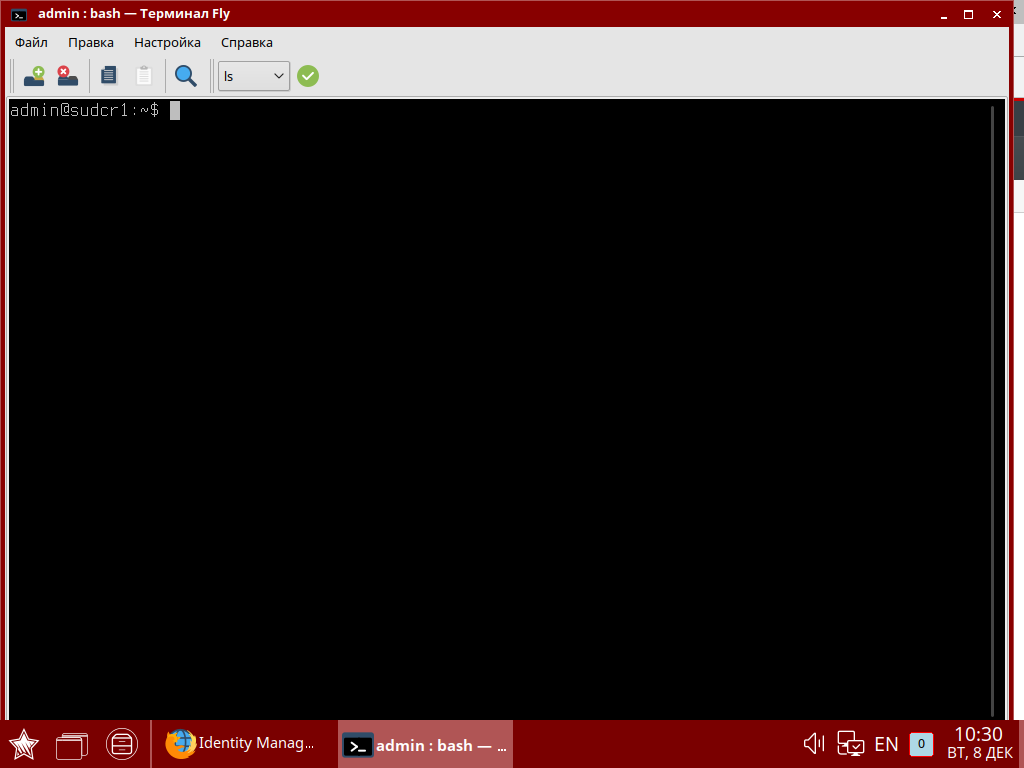 admin : bash — Терминал Fly
Файл Правка Настройка Справка
ls
admin@sudcr1:~$
Identity Manag...
admin : bash — ...
EN
0
10:30
ВТ, 8 ДЕК